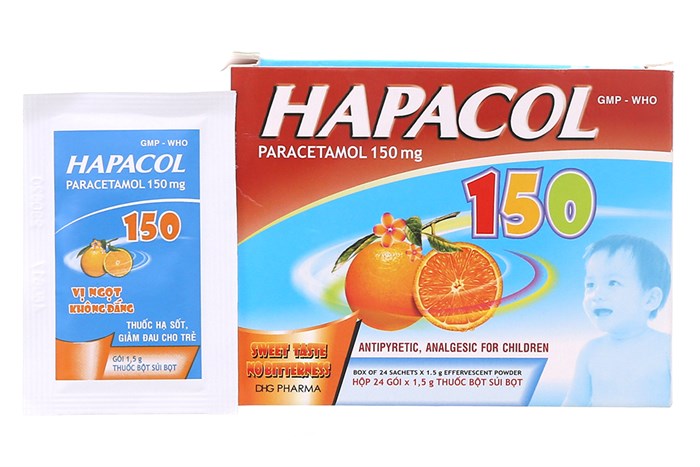 GMP - WHO
HAPACOL
PARACETAMOL 150 mg
150
VỊ NGỌT
KHÔNG ĐẮNG
THUỐC HẠ SỐT,
GIẢM ĐAU CHO TRẺ
GÓI 1,5 g
THUỐC BỘT SỦI BỌT
HAPACOL
GMP - WHO
PARACETAMOL 150 mg
150
SWEET TASTE
NO BITTERNESS
DHG PHARMA
ANTIPYRETIC, ANALGESIC FOR CHILDREN
BOX OF 24 SACHETS X 1.5 g EFFERVESCENT POWDER
HỘP 24 GÓI x 1,5 g THUỐC BỘT SỦI BỌT